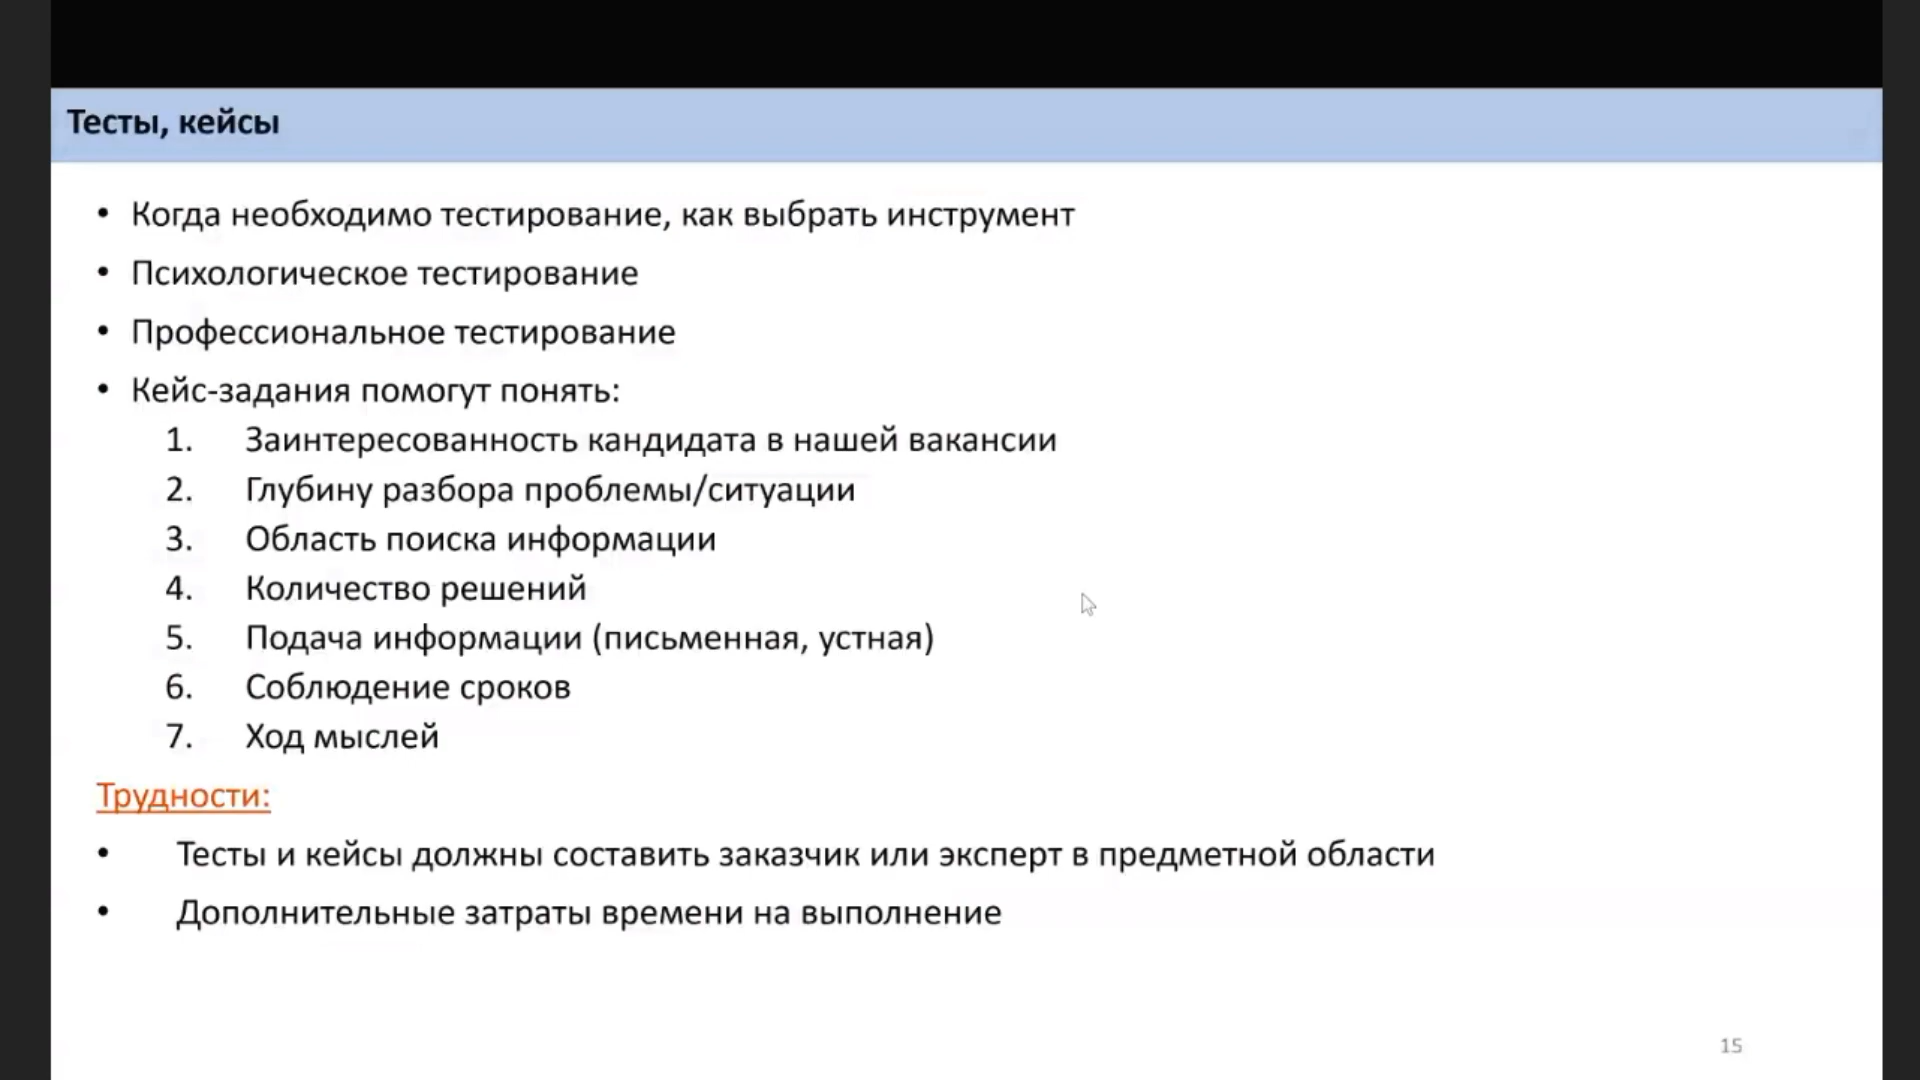 Тесты, кейсы
• Когда необходимо тестирование, как выбрать инструмент
• Психологическое тестирование
• Профессиональное тестирование
• Кейс-задания помогут понять:
1. Заинтересованность кандидата в нашей вакансии
2. Глубину разбора проблемы/ситуации
3. Область поиска информации
4. Количество решений
5. Подача информации (письменная, устная)
6. Соблюдение сроков
7. Ход мыслей
Трудности:
• Тесты и кейсы должны составить заказчик или эксперт в предметной области
• Дополнительные затраты времени на выполнение
15